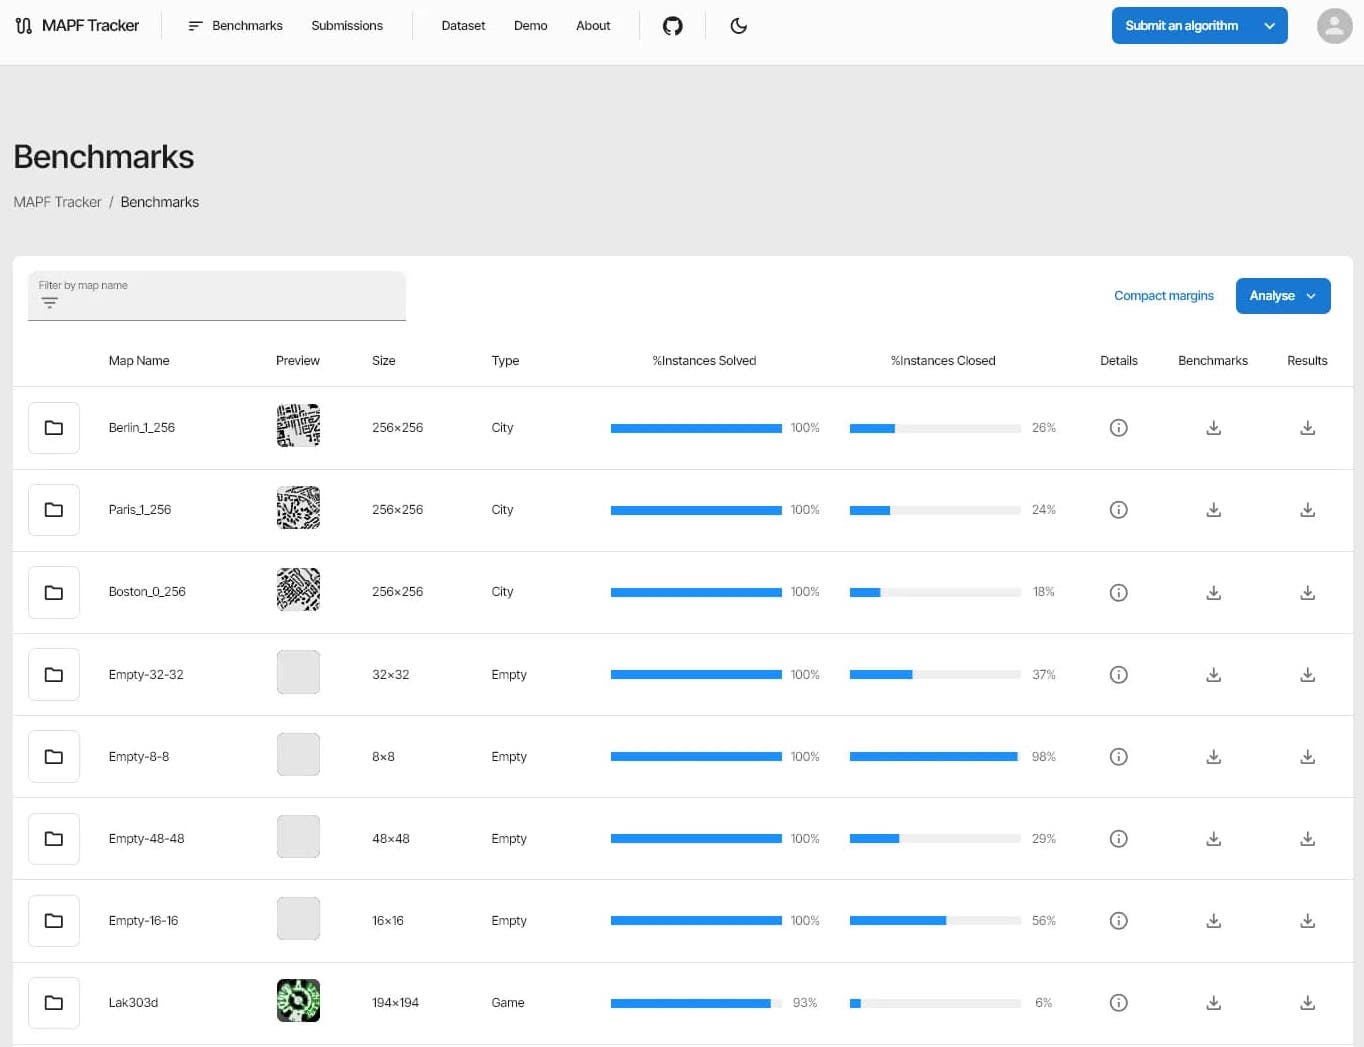 MAPF Tracker Benchmarks Submissions Dataset Demo About Submit an algorithm
Benchmarks
MAPF Tracker / Benchmarks
Filter by map name
Compact margins Analyse
Map Name Preview Size Type %Instances Solved %Instances Closed Details Benchmarks Results
Berlin_1_256 256×256 City 100% 26%
Paris_1_256 256×256 City 100% 24%
Boston_0_256 256×256 City 100% 18%
Empty-32-32 32×32 Empty 100% 37%
Empty-8-8 8×8 Empty 100% 98%
Empty-48-48 48×48 Empty 100% 29%
Empty-16-16 16×16 Empty 100% 56%
Lak303d 194×194 Game 93% 6%